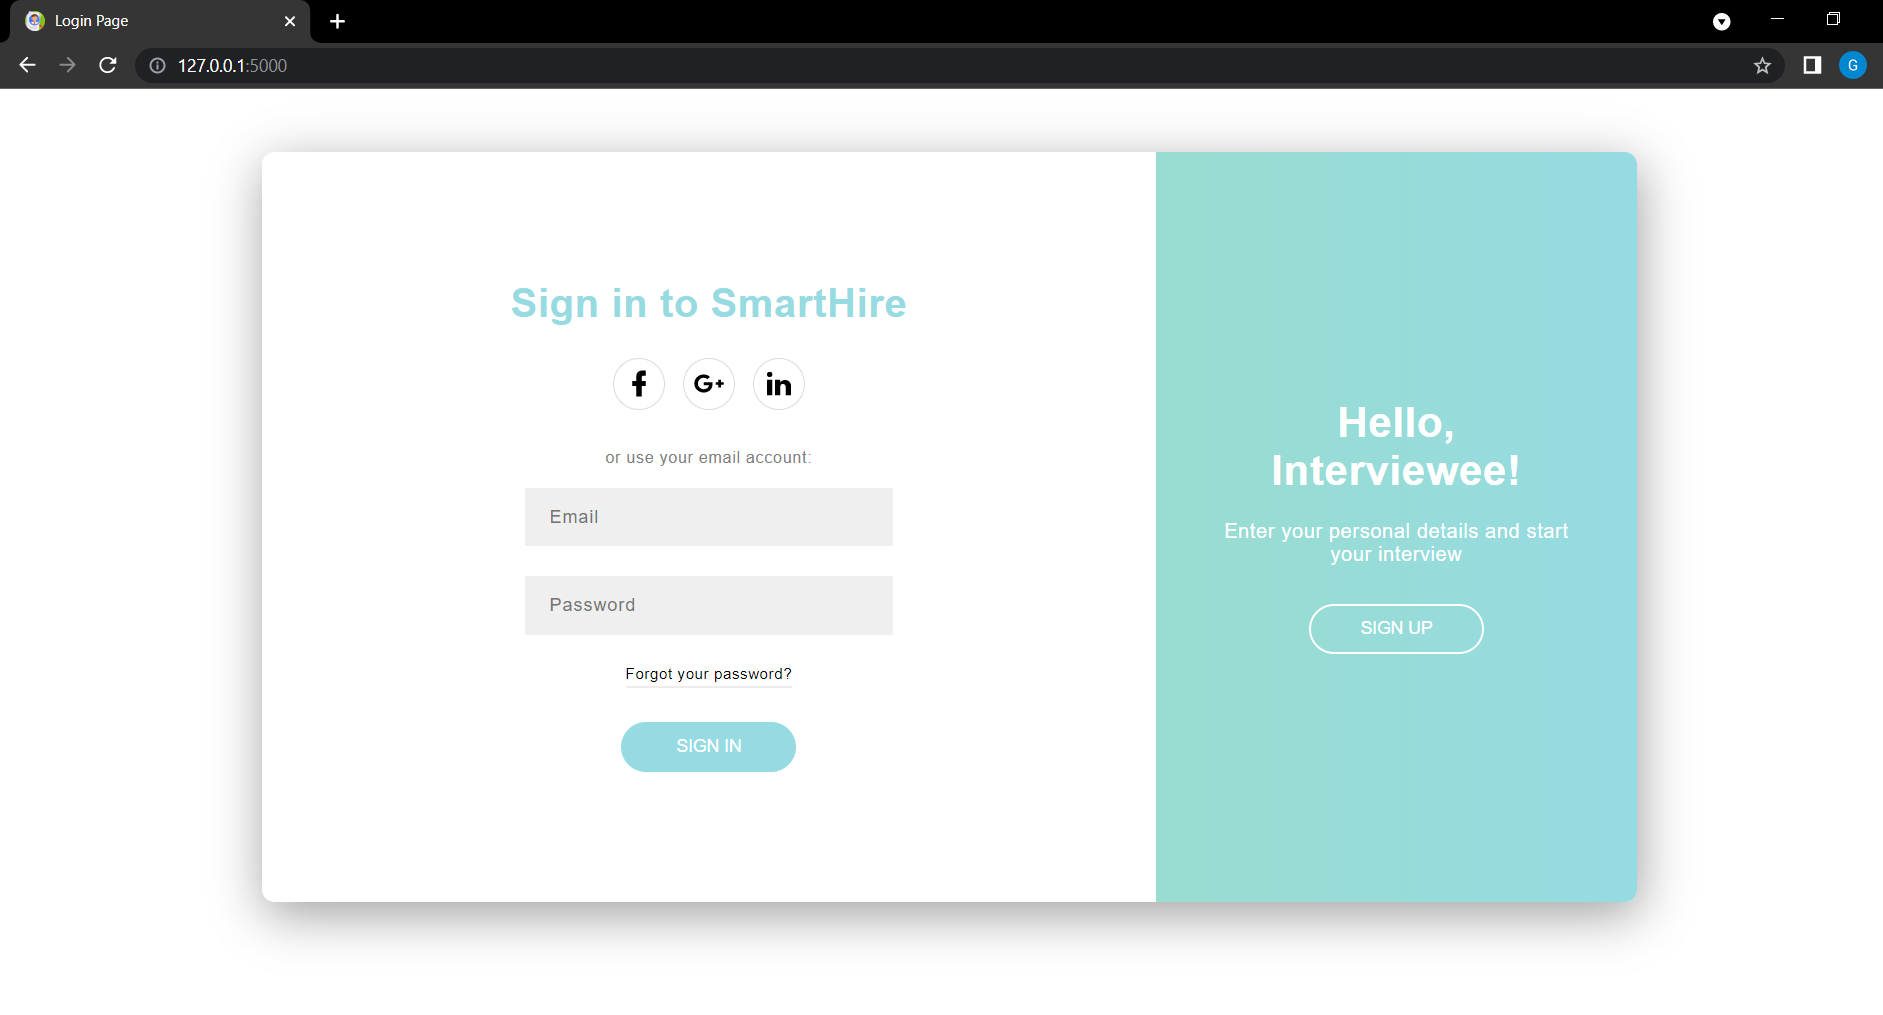 Login Page
127.0.0.1:5000
G
Sign in to SmartHire
f G+ in
or use your email account:
Email
Password
Forgot your password?
SIGN IN
Hello,
Interviewee!
Enter your personal details and start
your interview
SIGN UP